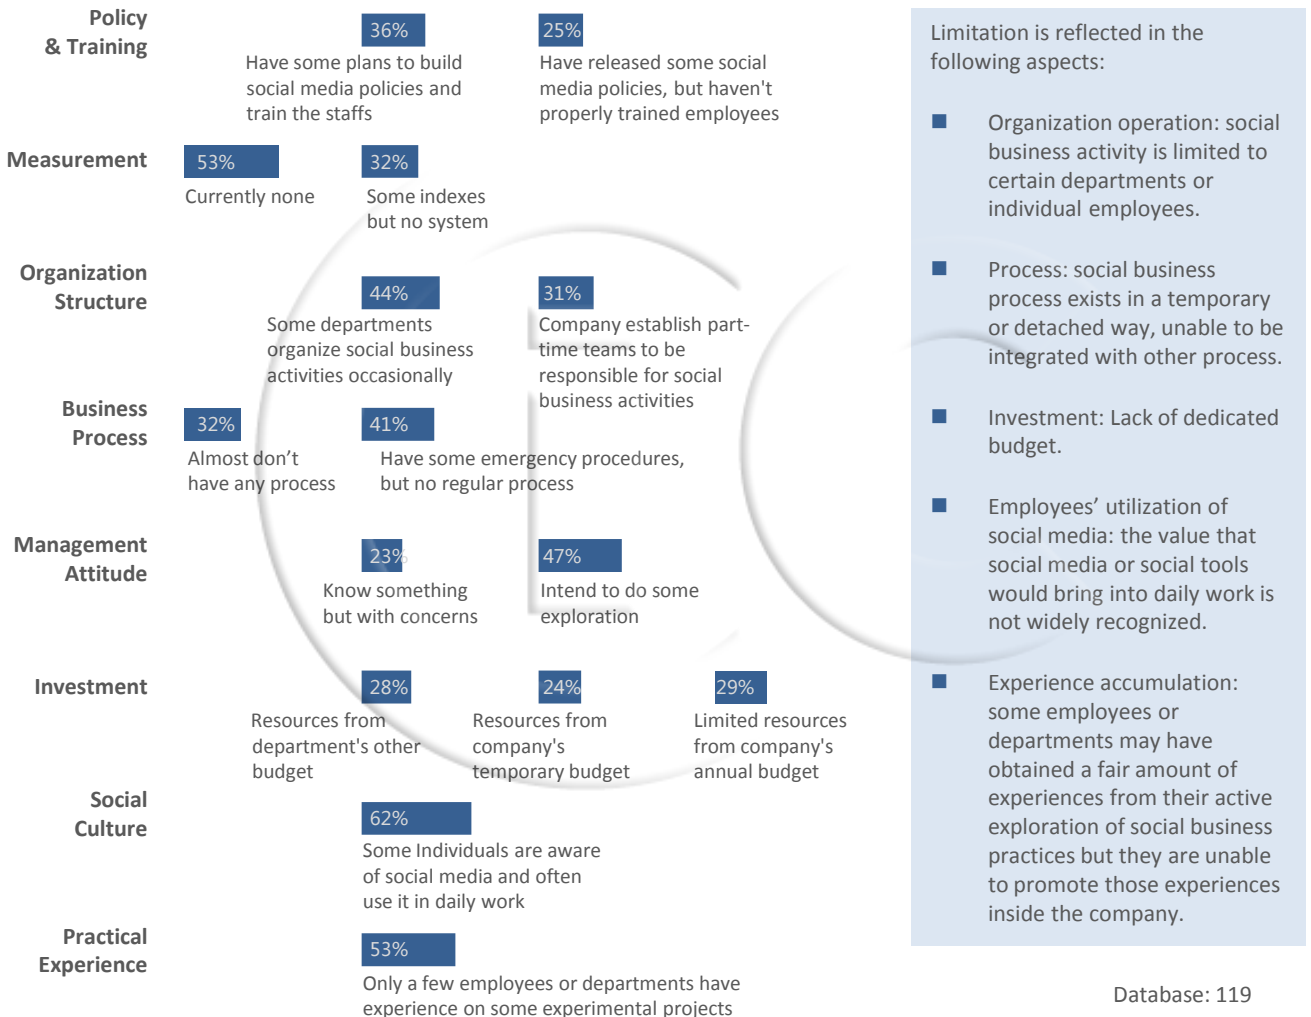 Policy
& Training
36%
Have some plans to build
social media policies and
train the staffs
25%
Have released some social
media policies, but haven't
properly trained employees
Measurement
53%
Currently none
32%
Some indexes
but no system
Organization
Structure
44%
Some departments
organize social business
activities occasionally
31%
Company establish part-
time teams to be
responsible for social
business activities
Business
Process
32%
Almost don't
have any process
41%
Have some emergency procedures,
but no regular process
Management
Attitude
23%
Know something
but with concerns
47%
Intend to do some
exploration
Investment
28%
Resources from
department's other
budget
24%
Resources from
company's
temporary budget
29%
Limited resources
from company's
annual budget
Social
Culture
62%
Some Individuals are aware
of social media and often
use it in daily work
Practical
Experience
53%
Only a few employees or departments have
experience on some experimental projects
Limitation is reflected in the
following aspects:
Organization operation: social
business activity is limited to
certain departments or
individual employees.
Process: social business
process exists in a temporary
or detached way, unable to be
integrated with other process.
Investment: Lack of dedicated
budget.
Employees’ utilization of
social media: the value that
social media or social tools
would bring into daily work is
not widely recognized.
Experience accumulation:
some employees or
departments may have
obtained a fair amount of
experiences from their active
exploration of social business
practices but they are unable
to promote those experiences
inside the company.
Database: 119